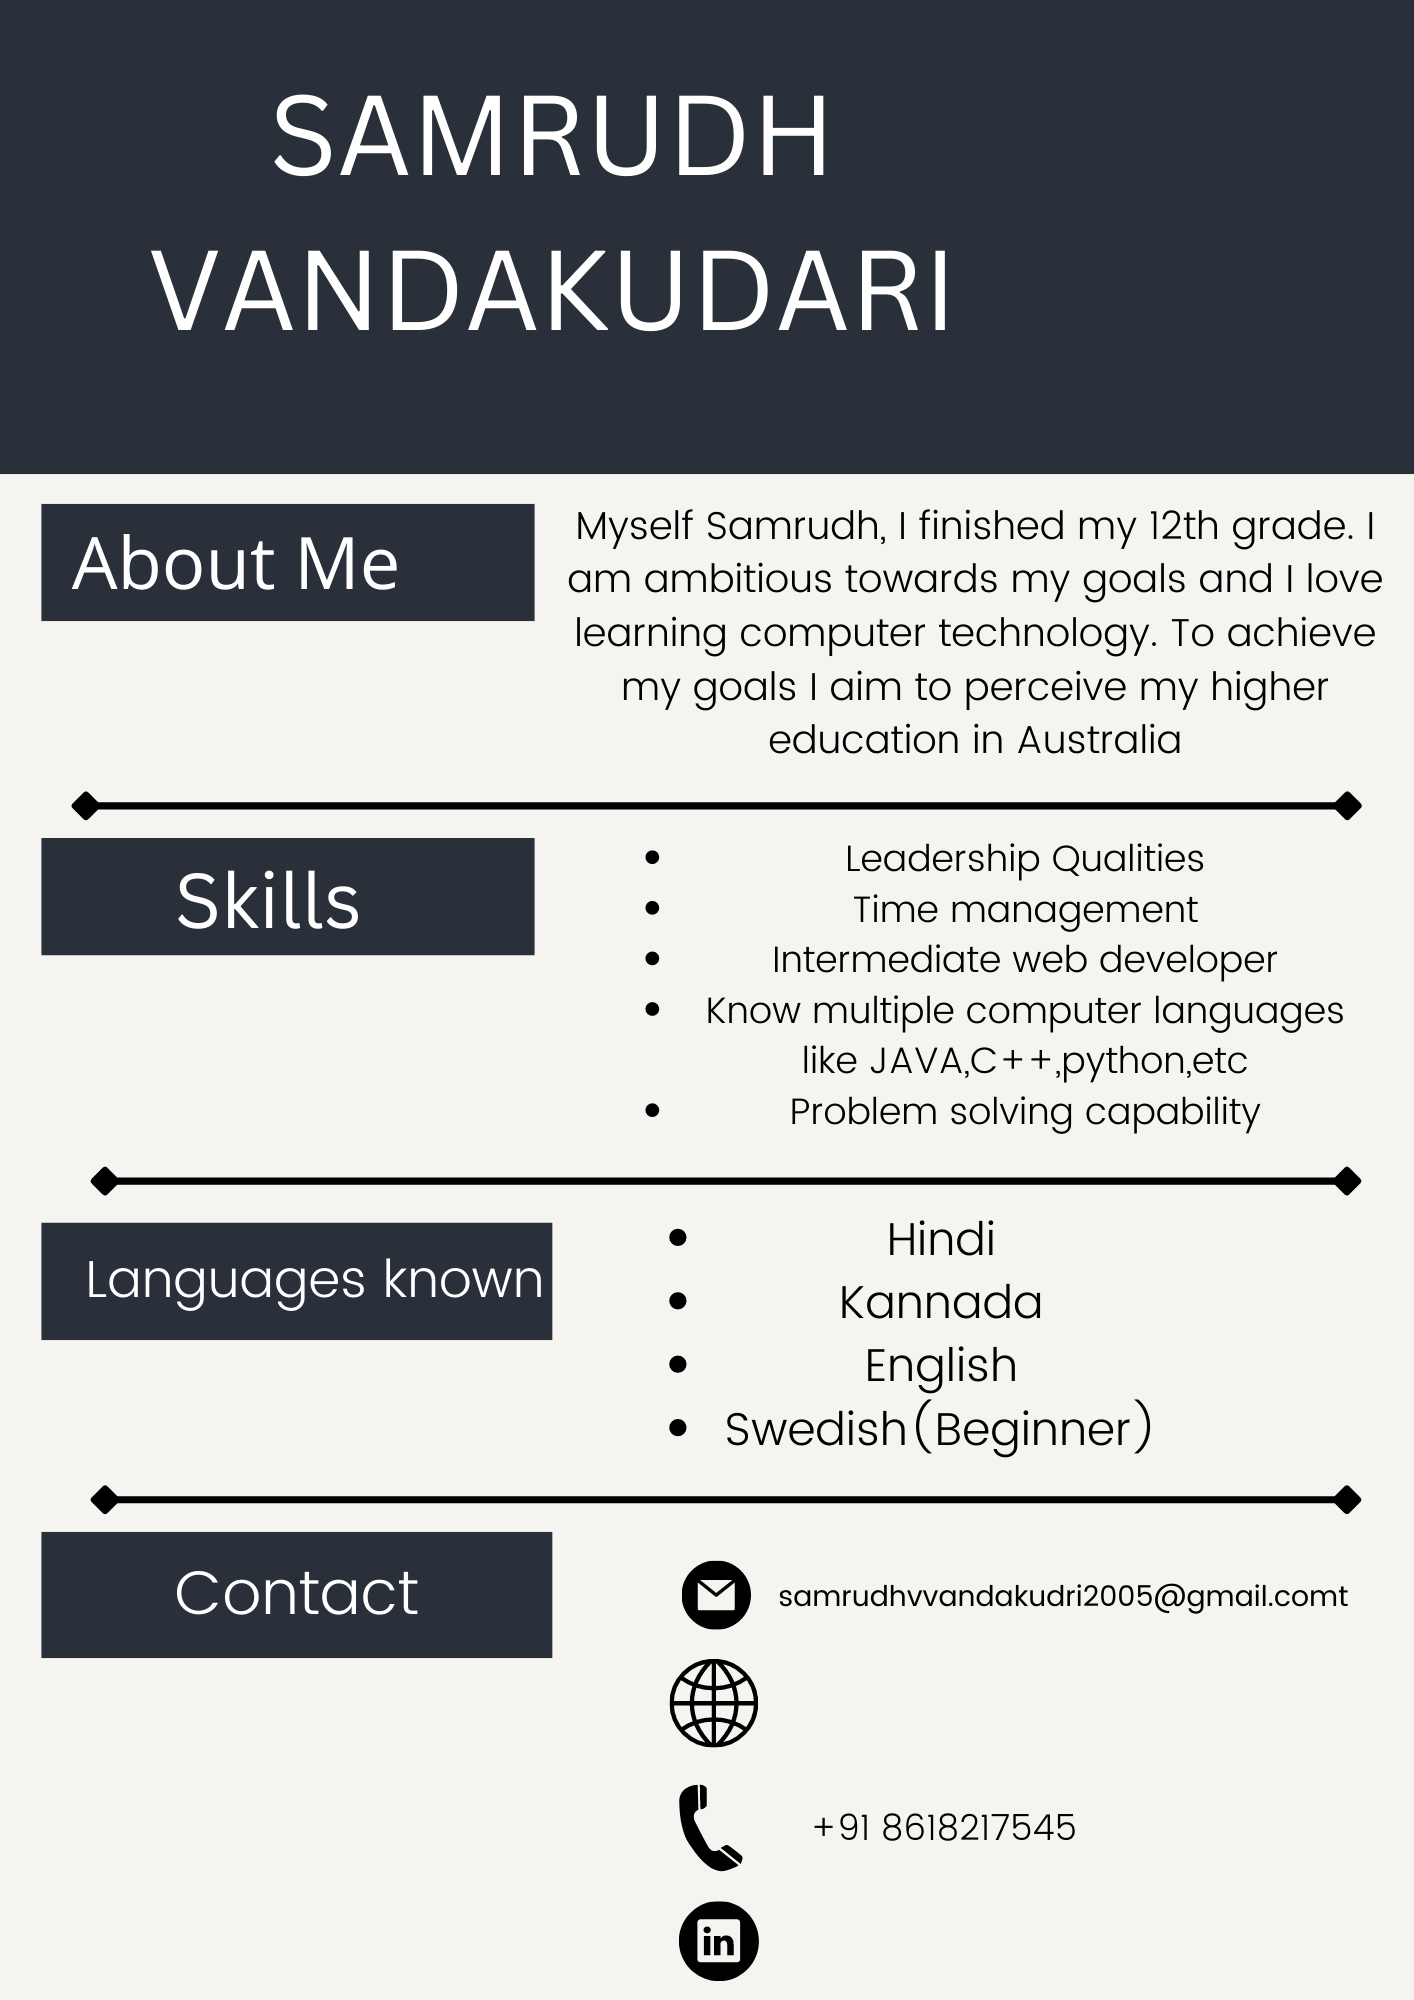 SAMRUDH
VANDAKUDARI
About Me
Myself Samrudh, I finished my 12th grade. I
am ambitious towards my goals and I love
learning computer technology. To achieve
my goals I aim to perceive my higher
education in Australia
Skills
• Leadership Qualities
• Time management
• Intermediate web developer
• Know multiple computer languages
like JAVA,C++,python,etc
• Problem solving capability
Languages known
• Hindi
• Kannada
• English
• Swedish(Beginner)
Contact
samrudhvvandakudri2005@gmail.comt
+91 8618217545
in